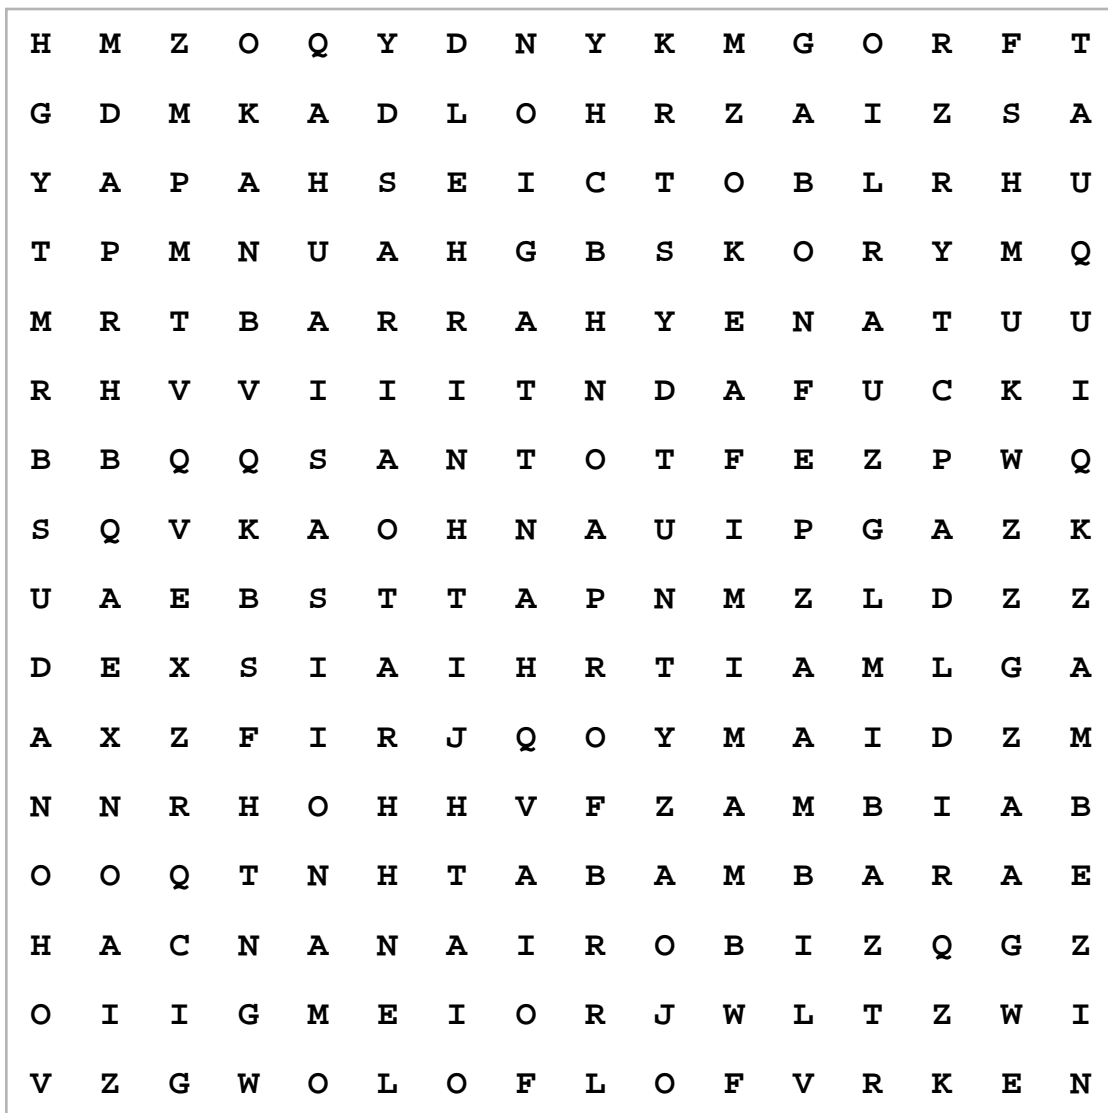 H M Z O Q Y D N Y K M G O R F T
G D M K A D L O H R Z A I Z S A
Y A P A H S E I C T O B L R H U
T P M N U A H G B S K O R Y M Q
M R T B A R R A H Y E N A T U U
R H V V I I I T N D A F U C K I
B B Q Q S A N T O T F E Z P W Q
S Q V K A O H N A U I P G A Z K
U A E B S T T A P N M Z L D Z Z
D E X S I A I H R T I A M L G A
A X Z F I R J Q O Y M A I D Z M
N N R H O H H V F Z A M B I A B
O O Q T N H T A B A M B A R A E
H A C N A N A I R O B I Z Q G Z
O I I G M E I O R J W L T Z W I
V Z G W O L O F L O F V R K E N